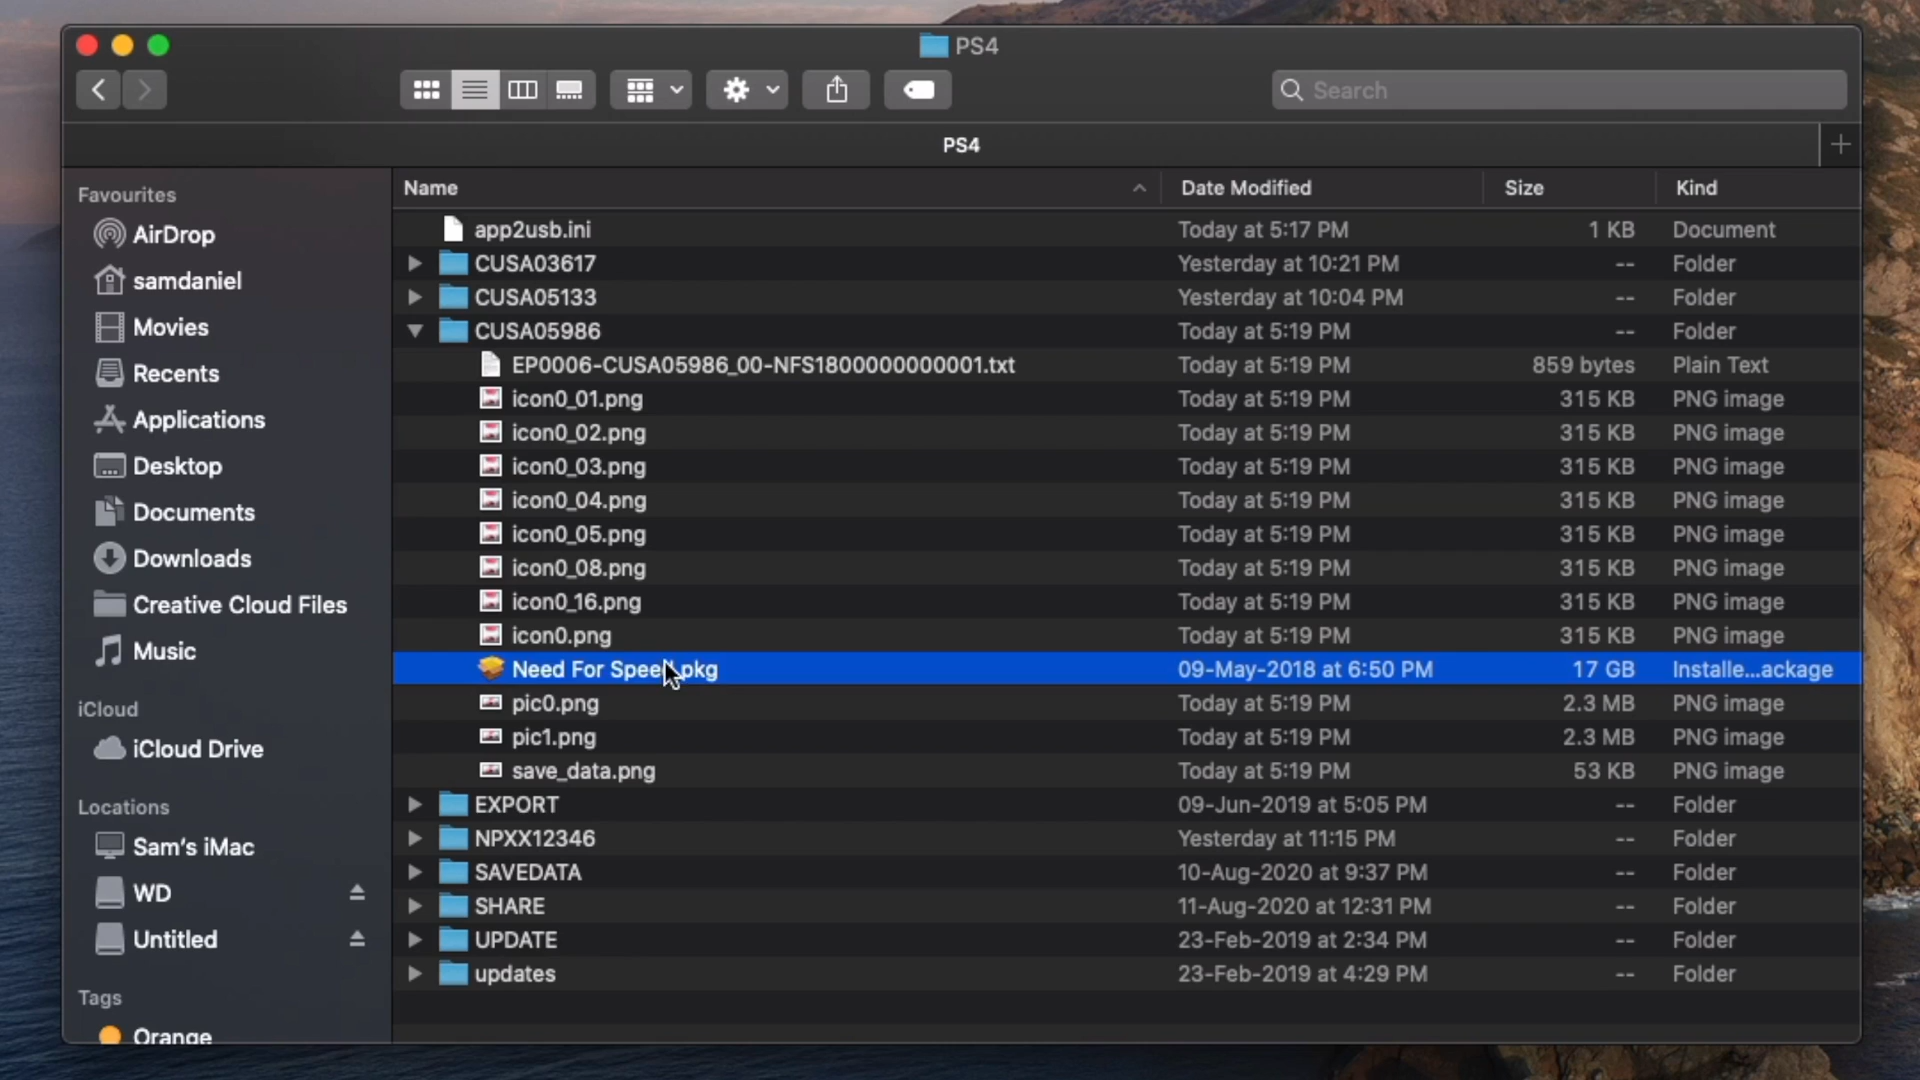 PS4
Search
PS4
Favourites
AirDrop
samdaniel
Movies
Recents
Applications
Desktop
Documents
Downloads
Creative Cloud Files
Music
iCloud
iCloud Drive
Locations
Sam's iMac
WD
Untitled
Tags
Orange
Name Date Modified Size Kind
app2usb.ini Today at 5:17 PM 1 KB Document
CUSA03617 Yesterday at 10:21 PM -- Folder
CUSA05133 Yesterday at 10:04 PM -- Folder
CUSA05986 Today at 5:19 PM -- Folder
EP0006-CUSA05986_00-NFS1800000000001.txt Today at 5:19 PM 859 bytes Plain Text
icon0_01.png Today at 5:19 PM 315 KB PNG image
icon0_02.png Today at 5:19 PM 315 KB PNG image
icon0_03.png Today at 5:19 PM 315 KB PNG image
icon0_04.png Today at 5:19 PM 315 KB PNG image
icon0_05.png Today at 5:19 PM 315 KB PNG image
icon0_08.png Today at 5:19 PM 315 KB PNG image
icon0_16.png Today at 5:19 PM 315 KB PNG image
icon0.png Today at 5:19 PM 315 KB PNG image
Need For Speed.pkg 09-May-2018 at 6:50 PM 17 GB Installe...ackage
pic0.png Today at 5:19 PM 2.3 MB PNG image
pic1.png Today at 5:19 PM 2.3 MB PNG image
save_data.png Today at 5:19 PM 53 KB PNG image
EXPORT 09-Jun-2019 at 5:05 PM -- Folder
NPXX12346 Yesterday at 11:15 PM -- Folder
SAVEDATA 10-Aug-2020 at 9:37 PM -- Folder
SHARE 11-Aug-2020 at 12:31 PM -- Folder
UPDATE 23-Feb-2019 at 2:34 PM -- Folder
updates 23-Feb-2019 at 4:29 PM -- Folder